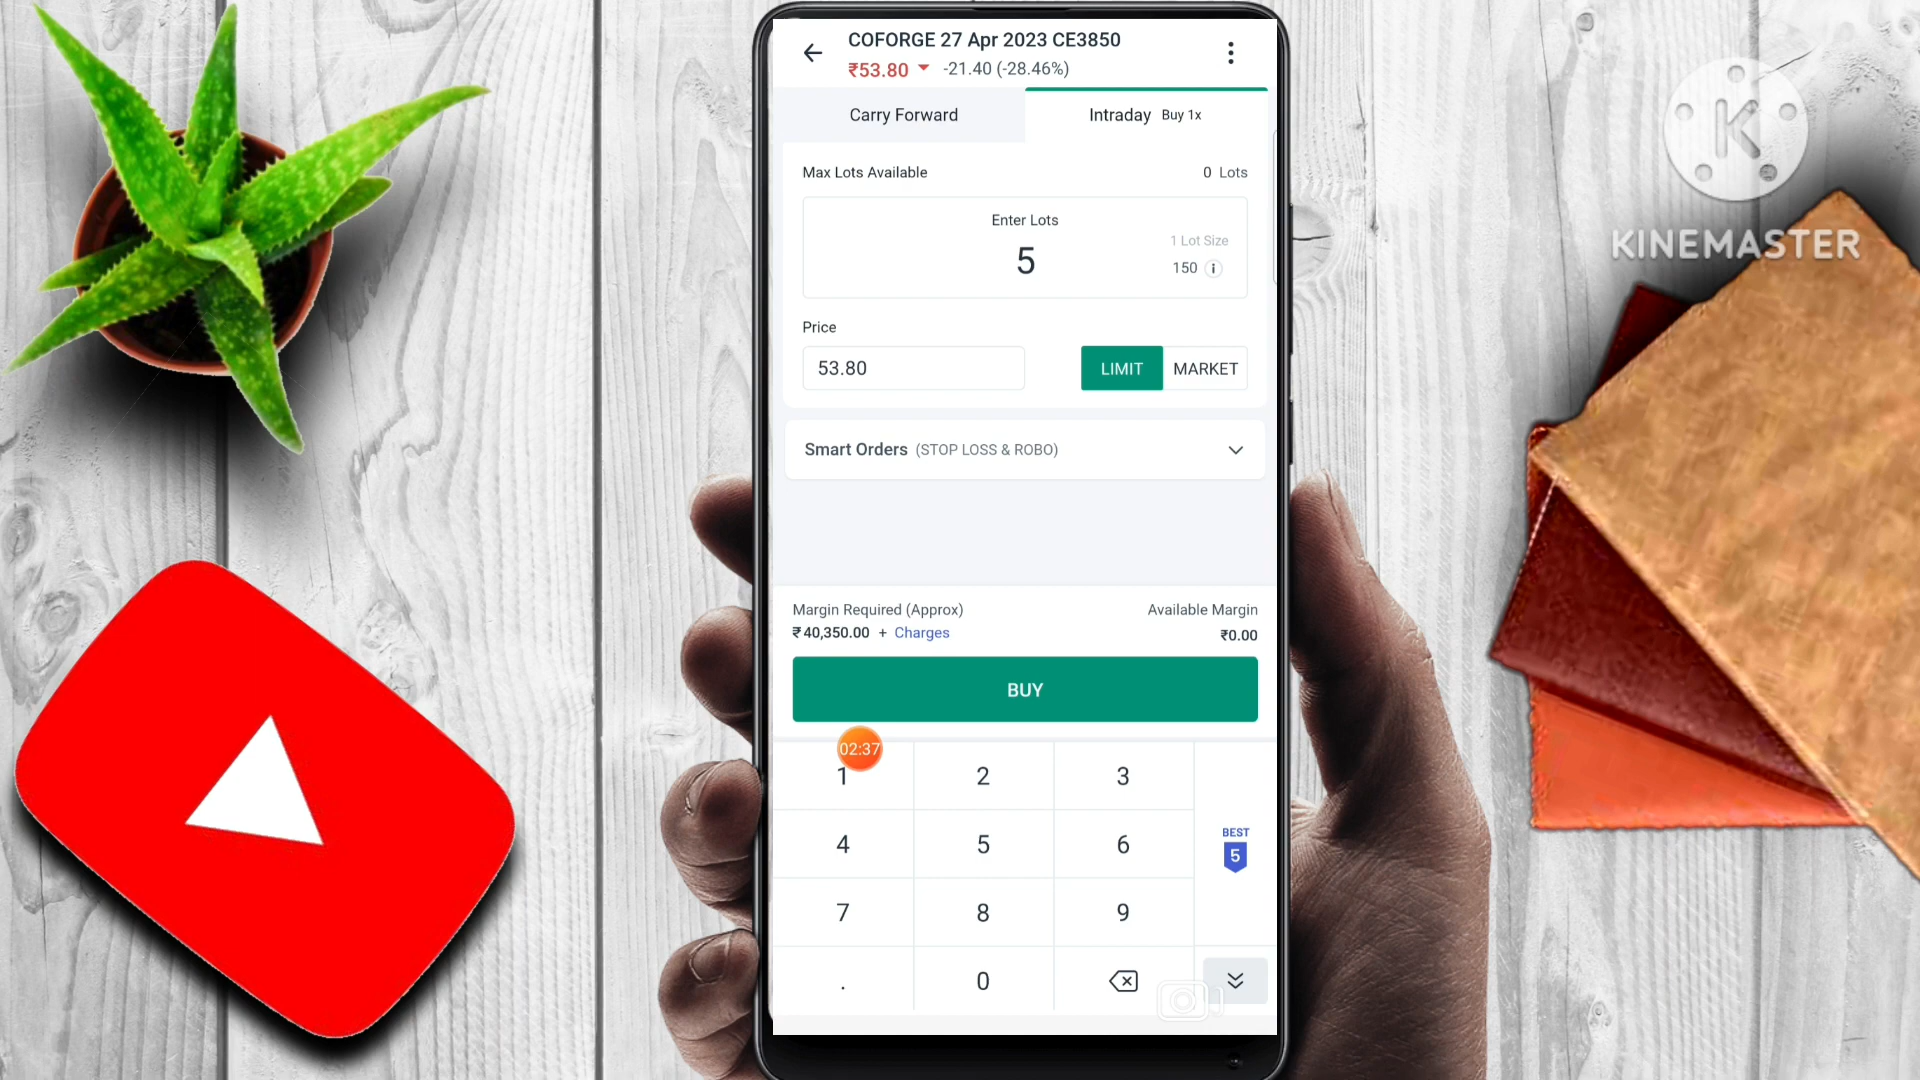 COFORGE 27 Apr 2023 CE3850
₹53.80 -21.40 (-28.46%)
Carry Forward
Intraday Buy 1x
Max Lots Available
0 Lots
Enter Lots
5
1 Lot Size
150
Price
53.80
LIMIT
MARKET
Smart Orders (STOP LOSS & ROBO)
Margin Required (Approx)
₹40,350.00 + Charges
Available Margin
₹0.00
BUY
02:37
1 2 3
4 5 6
7 8 9
. 0
BEST
5
K
KINEMASTER